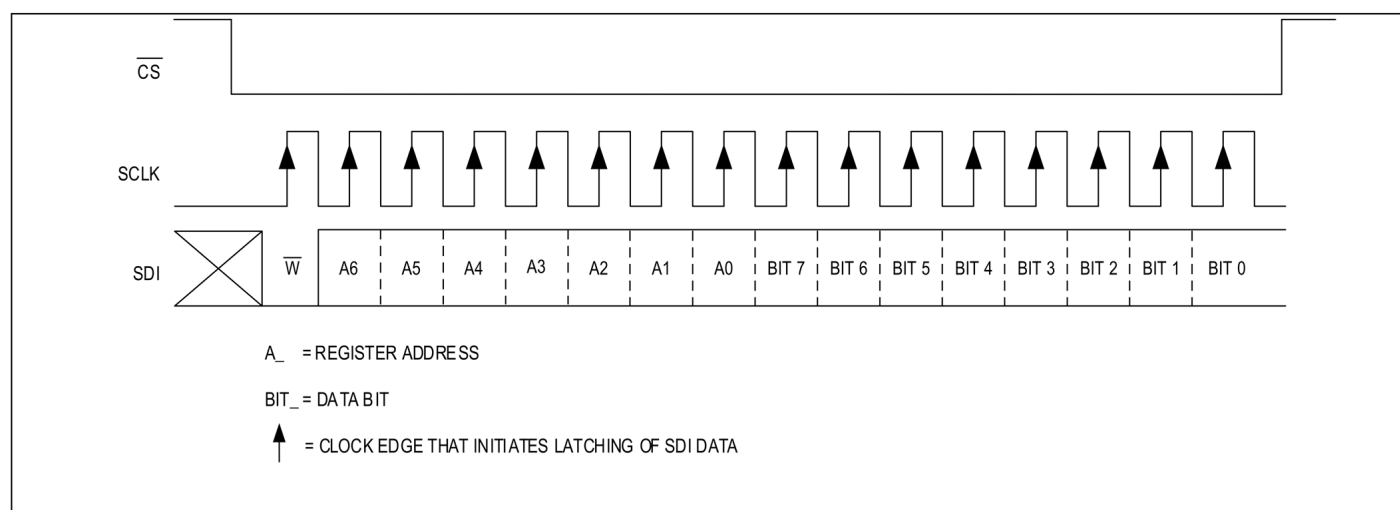 C̅S̅
SCLK
SDI W̅ A6 A5 A4 A3 A2 A1 A0 BIT 7 BIT 6 BIT 5 BIT 4 BIT 3 BIT 2 BIT 1 BIT 0
A_ = REGISTER ADDRESS
BIT_ = DATA BIT
= CLOCK EDGE THAT INITIATES LATCHING OF SDI DATA